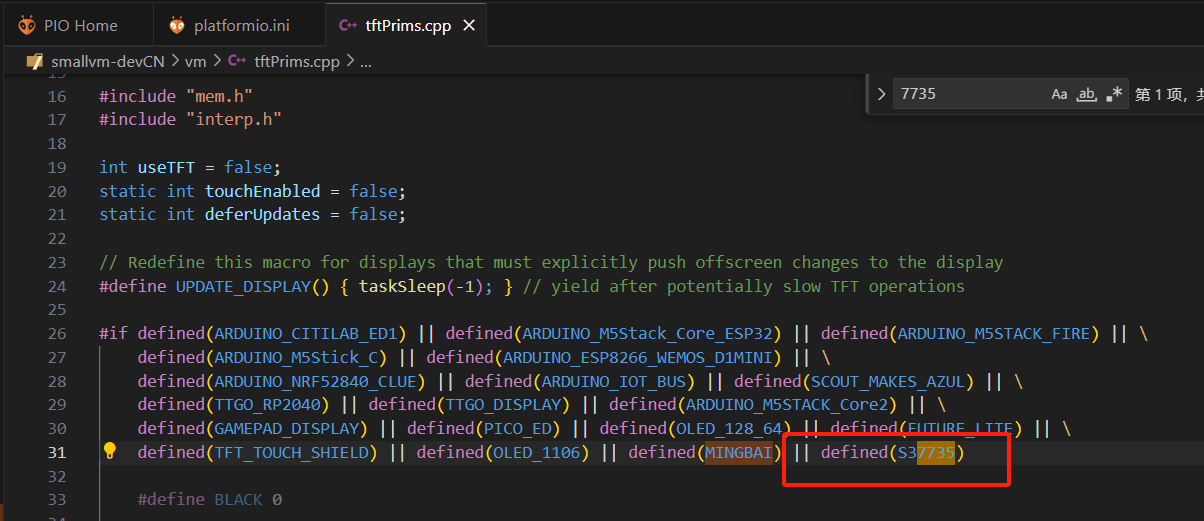 PIO Home
platformio.ini
C++ tftPrims.cpp
smallvm-devCN > vm > C++ tftPrims.cpp > ...
7735
Aa
ab
.*
第 1 项,
16 #include "mem.h"
17 #include "interp.h"
18
19 int useTFT = false;
20 static int touchEnabled = false;
21 static int deferUpdates = false;
22
23 // Redefine this macro for displays that must explicitly push offscreen changes to the display
24 #define UPDATE_DISPLAY() { taskSleep(-1); } // yield after potentially slow TFT operations
25
26 #if defined(ARDUINO_CITILAB_ED1) || defined(ARDUINO_M5Stack_Core_ESP32) || defined(ARDUINO_M5STACK_FIRE) || \
27 defined(ARDUINO_M5Stick_C) || defined(ARDUINO_ESP8266_WEMOS_D1MINI) || \
28 defined(ARDUINO_NRF52840_CLUE) || defined(ARDUINO_IOT_BUS) || defined(SCOUT_MAKES_AZUL) || \
29 defined(TTGO_RP2040) || defined(TTGO_DISPLAY) || defined(ARDUINO_M5STACK_Core2) || \
30 defined(GAMEPAD_DISPLAY) || defined(PICO_ED) || defined(OLED_128_64) || defined(FUTURE_LITE) || \
31 defined(TFT_TOUCH_SHIELD) || defined(OLED_1106) || defined(MINGBAI) || defined(S37735)
32
33 #define BLACK 0